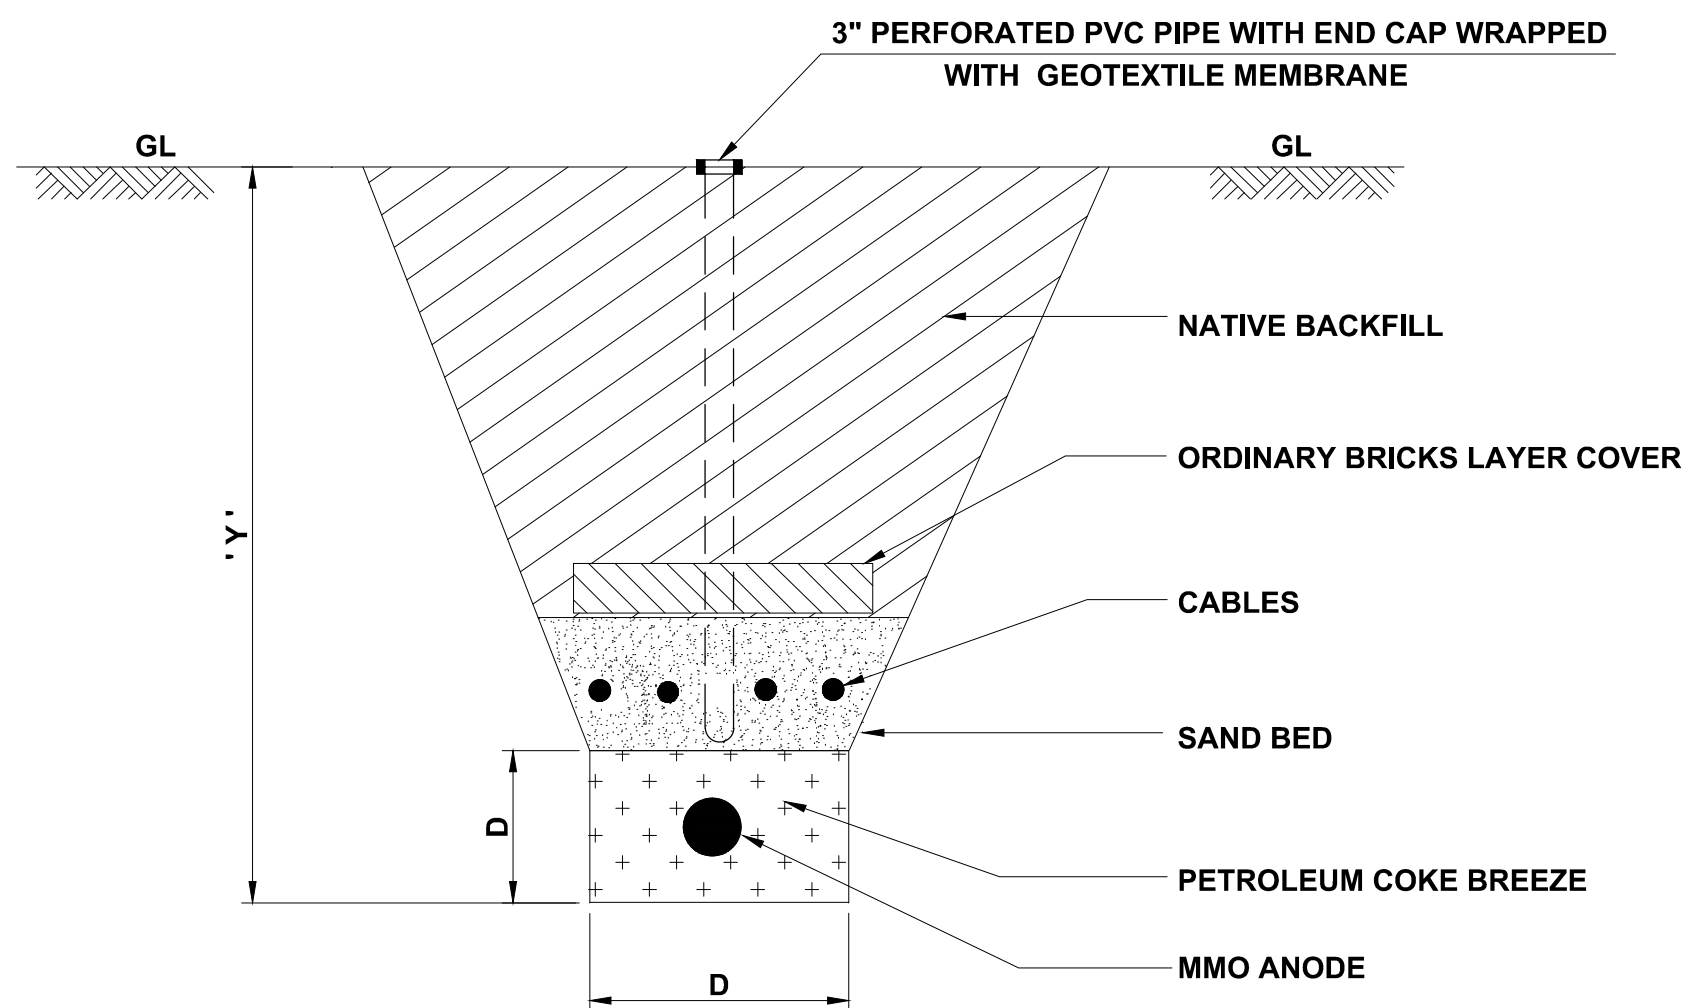 3" PERFORATED PVC PIPE WITH END CAP WRAPPED
WITH GEOTEXTILE MEMBRANE
GL
GL
NATIVE BACKFILL
ORDINARY BRICKS LAYER COVER
'Y'
CABLES
SAND BED
D
PETROLEUM COKE BREEZE
MMO ANODE
D